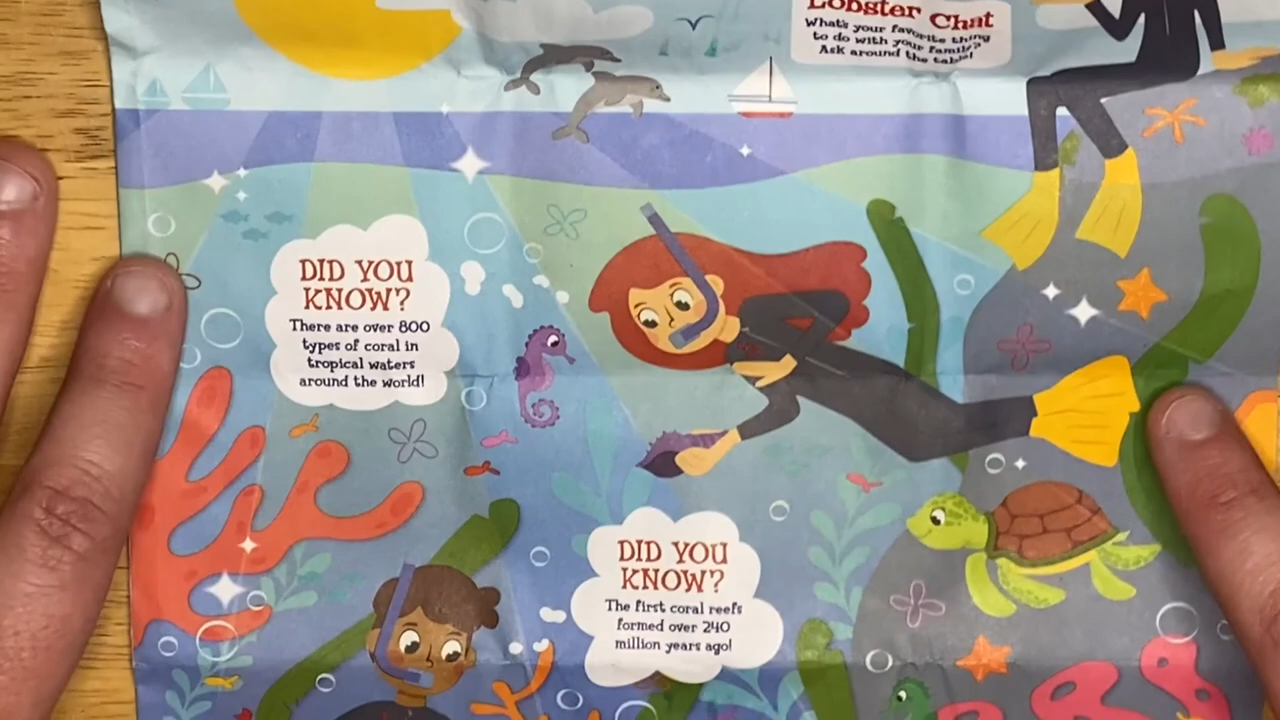 Lobster Chat
What's your favorite thing
to do with your family?
Ask around the table!
DID YOU
KNOW?
There are over 800
types of coral in
tropical waters
around the world!
DID YOU
KNOW?
The first coral reefs
formed over 240
million years ago!